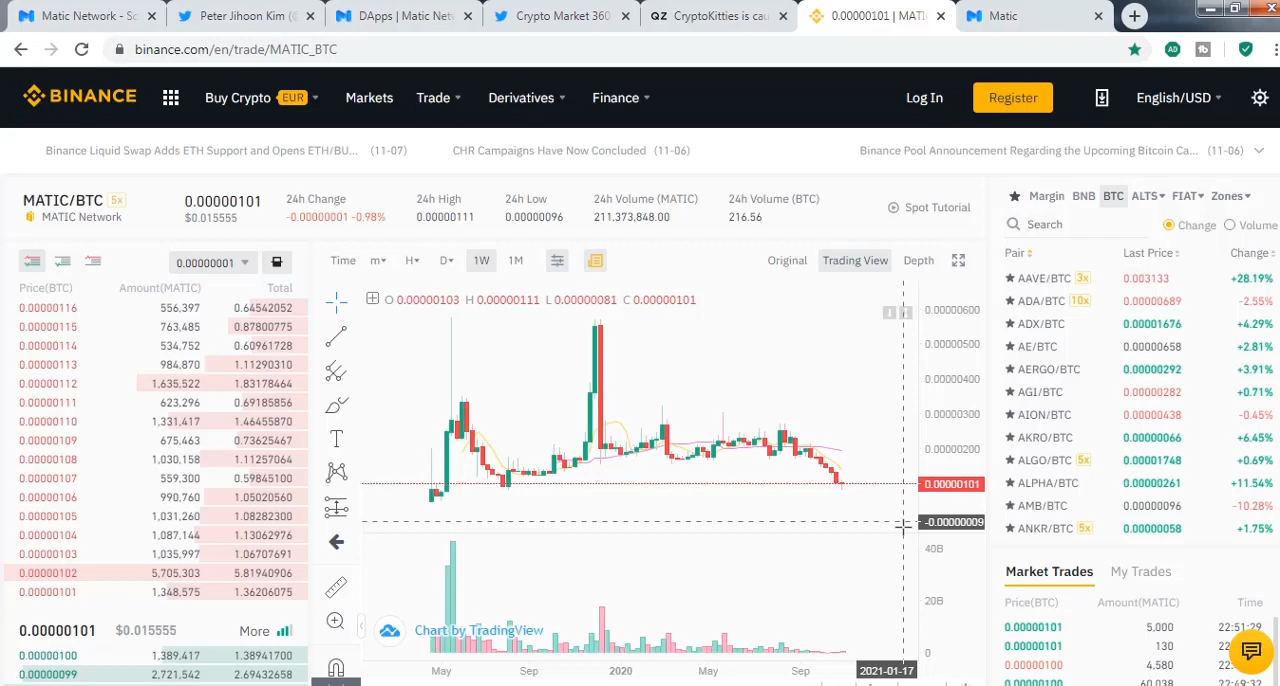 Matic Network - Sc
Peter Jihoon Kim (@
DApps | Matic Netw
Crypto Market 360
QZ CryptoKitties is cau
0.00000101 | MATI
Matic
binance.com/en/trade/MATIC_BTC
BINANCE Buy Crypto EUR Markets Trade Derivatives Finance Log In Register English/USD
Binance Liquid Swap Adds ETH Support and Opens ETH/BU... (11-07) CHR Campaigns Have Now Concluded (11-06) Binance Pool Announcement Regarding the Upcoming Bitcoin Ca... (11-06)
MATIC/BTC 5x
MATIC Network
0.00000101
$0.015555
24h Change
-0.00000001 -0.98%
24h High
0.00000111
24h Low
0.00000096
24h Volume (MATIC)
211,373,848.00
24h Volume (BTC)
216.56
Spot Tutorial
0.00000001
Price(BTC) Amount(MATIC) Total
0.00000116 556,397 0.64542052
0.00000115 763,485 0.87800775
0.00000114 534,752 0.60961728
0.00000113 984,870 1.11290310
0.00000112 1,635,522 1.83178464
0.00000111 623,296 0.69185856
0.00000110 1,331,417 1.46455870
0.00000109 675,463 0.73625467
0.00000108 1,030,158 1.11257064
0.00000107 559,300 0.59845100
0.00000106 990,760 1.05020560
0.00000105 1,031,260 1.08282300
0.00000104 1,087,144 1.13062976
0.00000103 1,035,997 1.06707691
0.00000102 5,705,303 5.81940906
0.00000101 1,348,575 1.36206075
0.00000101 $0.015555 More
0.00000100 1,389,417 1.38941700
0.00000099 2,721,542 2.69432658
Time m H D 1W 1M Original Trading View Depth
O 0.00000103 H 0.00000111 L 0.00000081 C 0.00000101
0.00000600
0.00000500
0.00000400
0.00000300
0.00000200
0.00000101
-0.00000009
40B
20B
0
Chart by TradingView
May Sep 2020 May Sep 2021-01-17
Margin BNB BTC ALTS FIAT Zones
Search Change Volume
Pair Last Price Change
AAVE/BTC 3x 0.003133 +28.19%
ADA/BTC 10x 0.00000689 -2.55%
ADX/BTC 0.00001676 +4.29%
AE/BTC 0.00000658 +2.81%
AERGO/BTC 0.00000292 +3.91%
AGI/BTC 0.00000282 +0.71%
AION/BTC 0.00000438 -0.45%
AKRO/BTC 0.00000066 +6.45%
ALGO/BTC 5x 0.00001748 +0.69%
ALPHA/BTC 0.00000261 +11.54%
AMB/BTC 0.00000095 -10.28%
ANKR/BTC 5x 0.00000058 +1.75%
Market Trades My Trades
Price(BTC) Amount(MATIC) Time
0.00000101 5,000 22:51:29
0.00000101 130
0.00000100 4,580